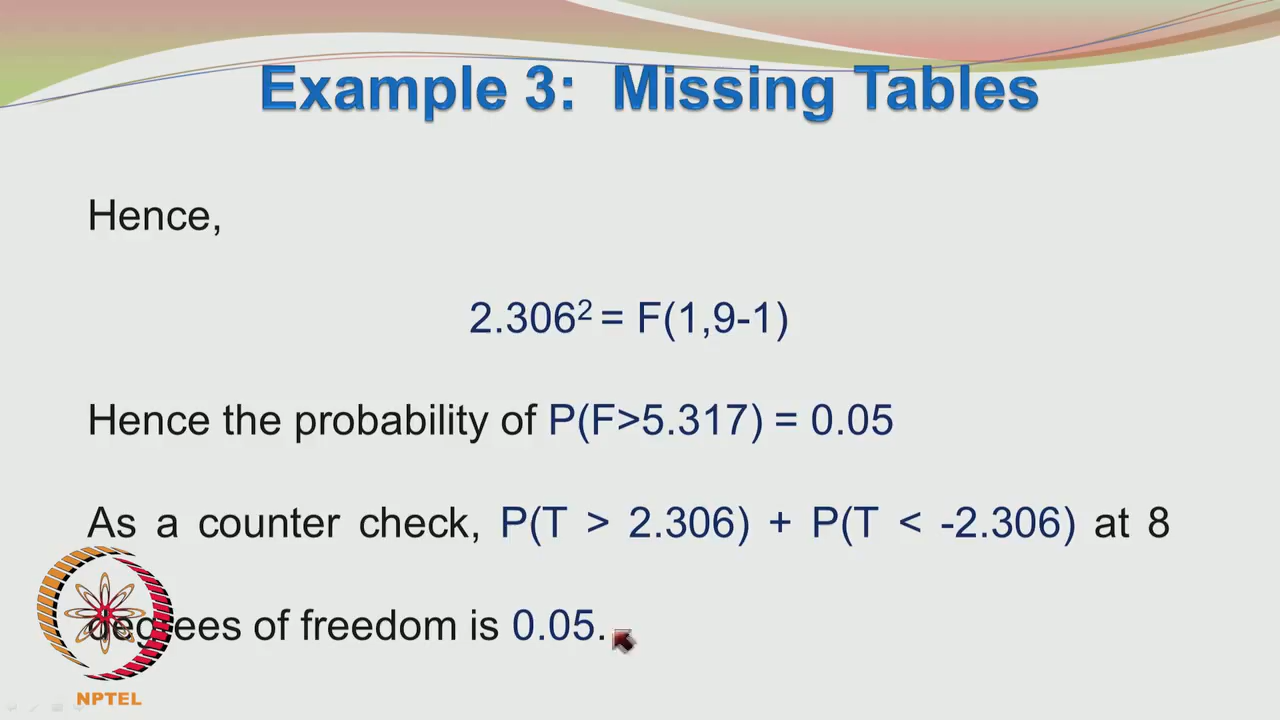 Example 3: Missing Tables
Hence,
2.306² = F(1,9-1)
Hence the probability of P(F>5.317) = 0.05
As a counter check, P(T > 2.306) + P(T < -2.306) at 8
degrees of freedom is 0.05.
NPTEL